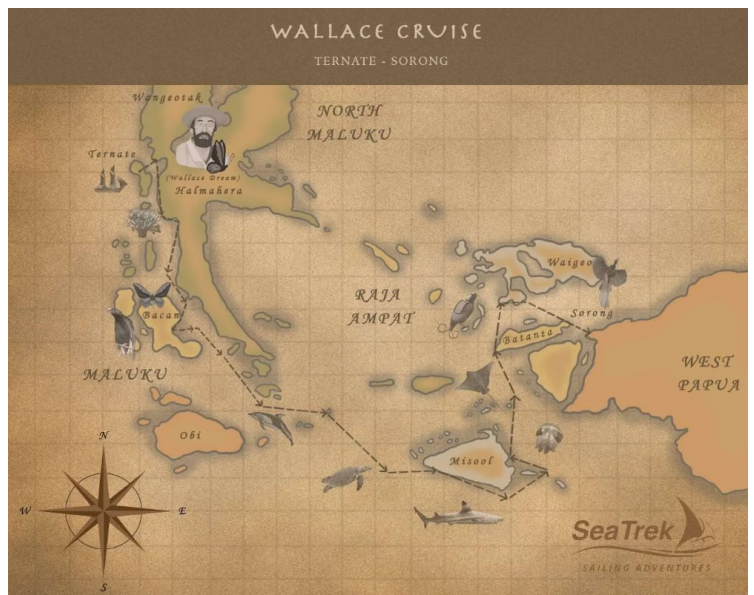 WALLACE CRUISE
TERNATE - SORONG
Wangeotak
NORTH
MALUKU
Ternate
(Wallace Dream)
Halmahera
Waigeo
RAJA
AMPAT
Bacan
Sorong
Batanta
MALUKU
WEST
PAPUA
Obi
Misool
N
W
E
S
SeaTrek
SAILING ADVENTURES